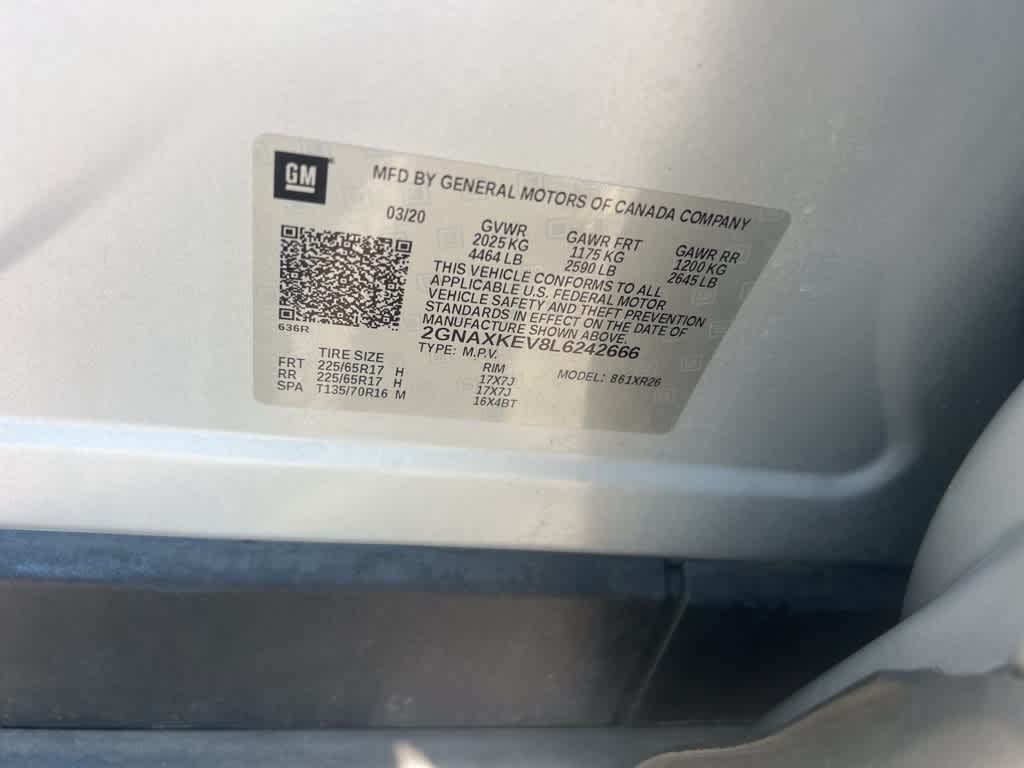 GM
MFD BY GENERAL MOTORS OF CANADA COMPANY
03/20
GVWR GAWR FRT GAWR RR
2025 KG 1175 KG 1200 KG
4464 LB 2590 LB 2645 LB
THIS VEHICLE CONFORMS TO ALL
APPLICABLE U.S. FEDERAL MOTOR
VEHICLE SAFETY AND THEFT PREVENTION
STANDARDS IN EFFECT ON THE DATE OF
MANUFACTURE SHOWN ABOVE.
636R
2GNAXKEV8L6242666
TYPE: M.P.V. MODEL: 861XR26
TIRE SIZE RIM
FRT 225/65R17 H 17X7J
RR 225/65R17 H 17X7J
SPA T135/70R16 M 16X4BT